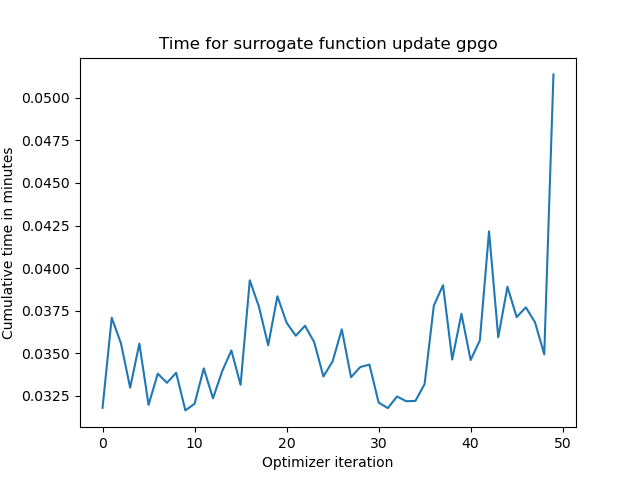 Time for surrogate function update gpgo
0.0500
0.0475
0.0450
0.0425
0.0400
0.0375
0.0350
0.0325
Cumulative time in minutes
0 10 20 30 40 50
Optimizer iteration